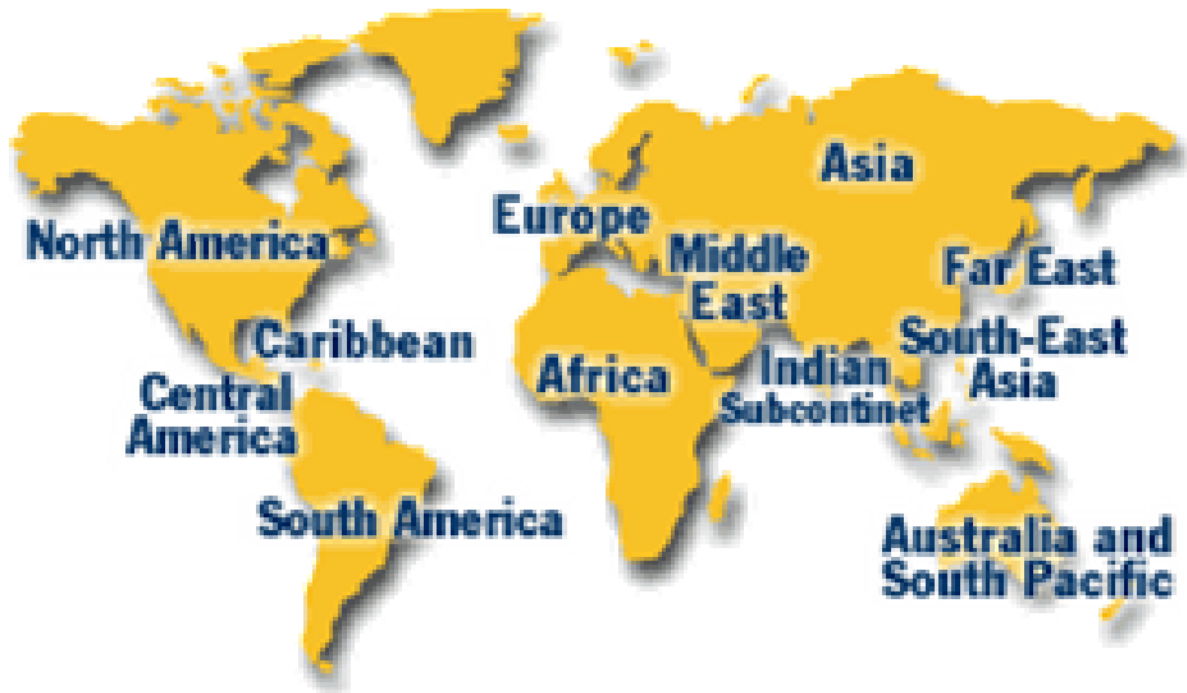 Asia
Europe
North America
Middle
East
Far East
Caribbean
South-East
Asia
Africa
Indian
Subcontinet
Central
America
South America
Australia and
South Pacific